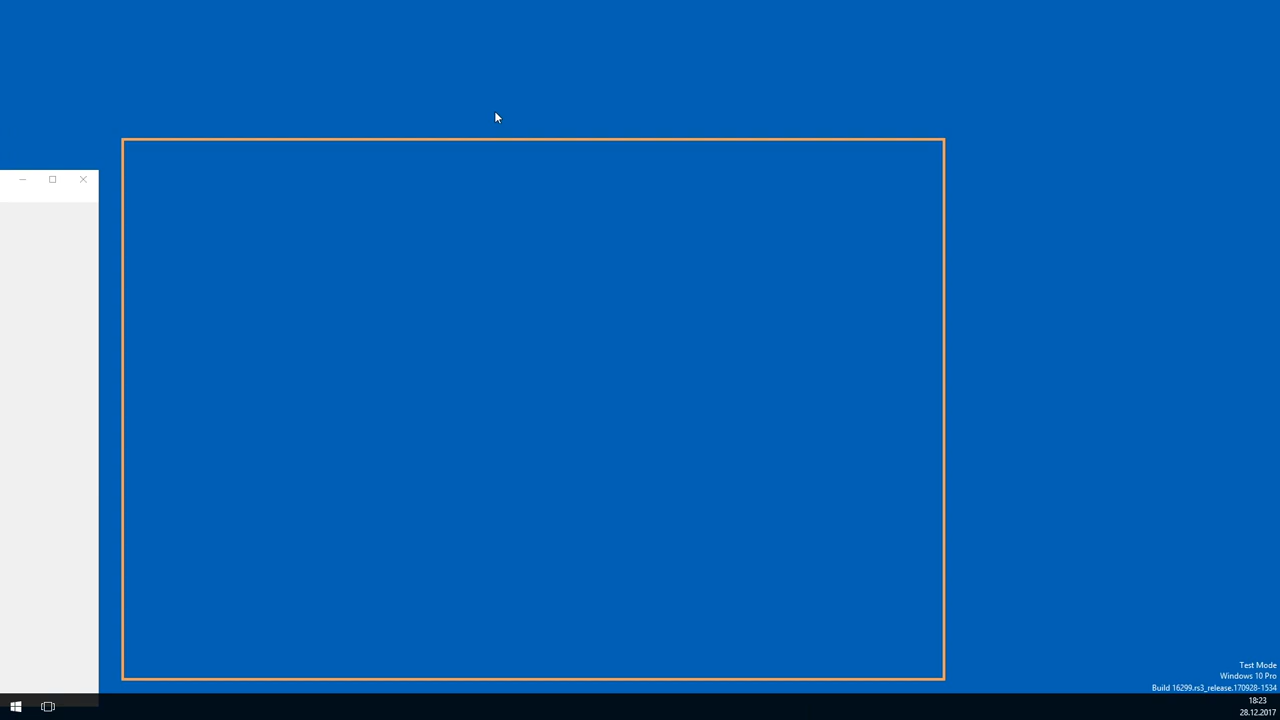 Test Mode
Windows 10 Pro
Build 16299.rs3_release.170928-1534
18:23
28.12.2017